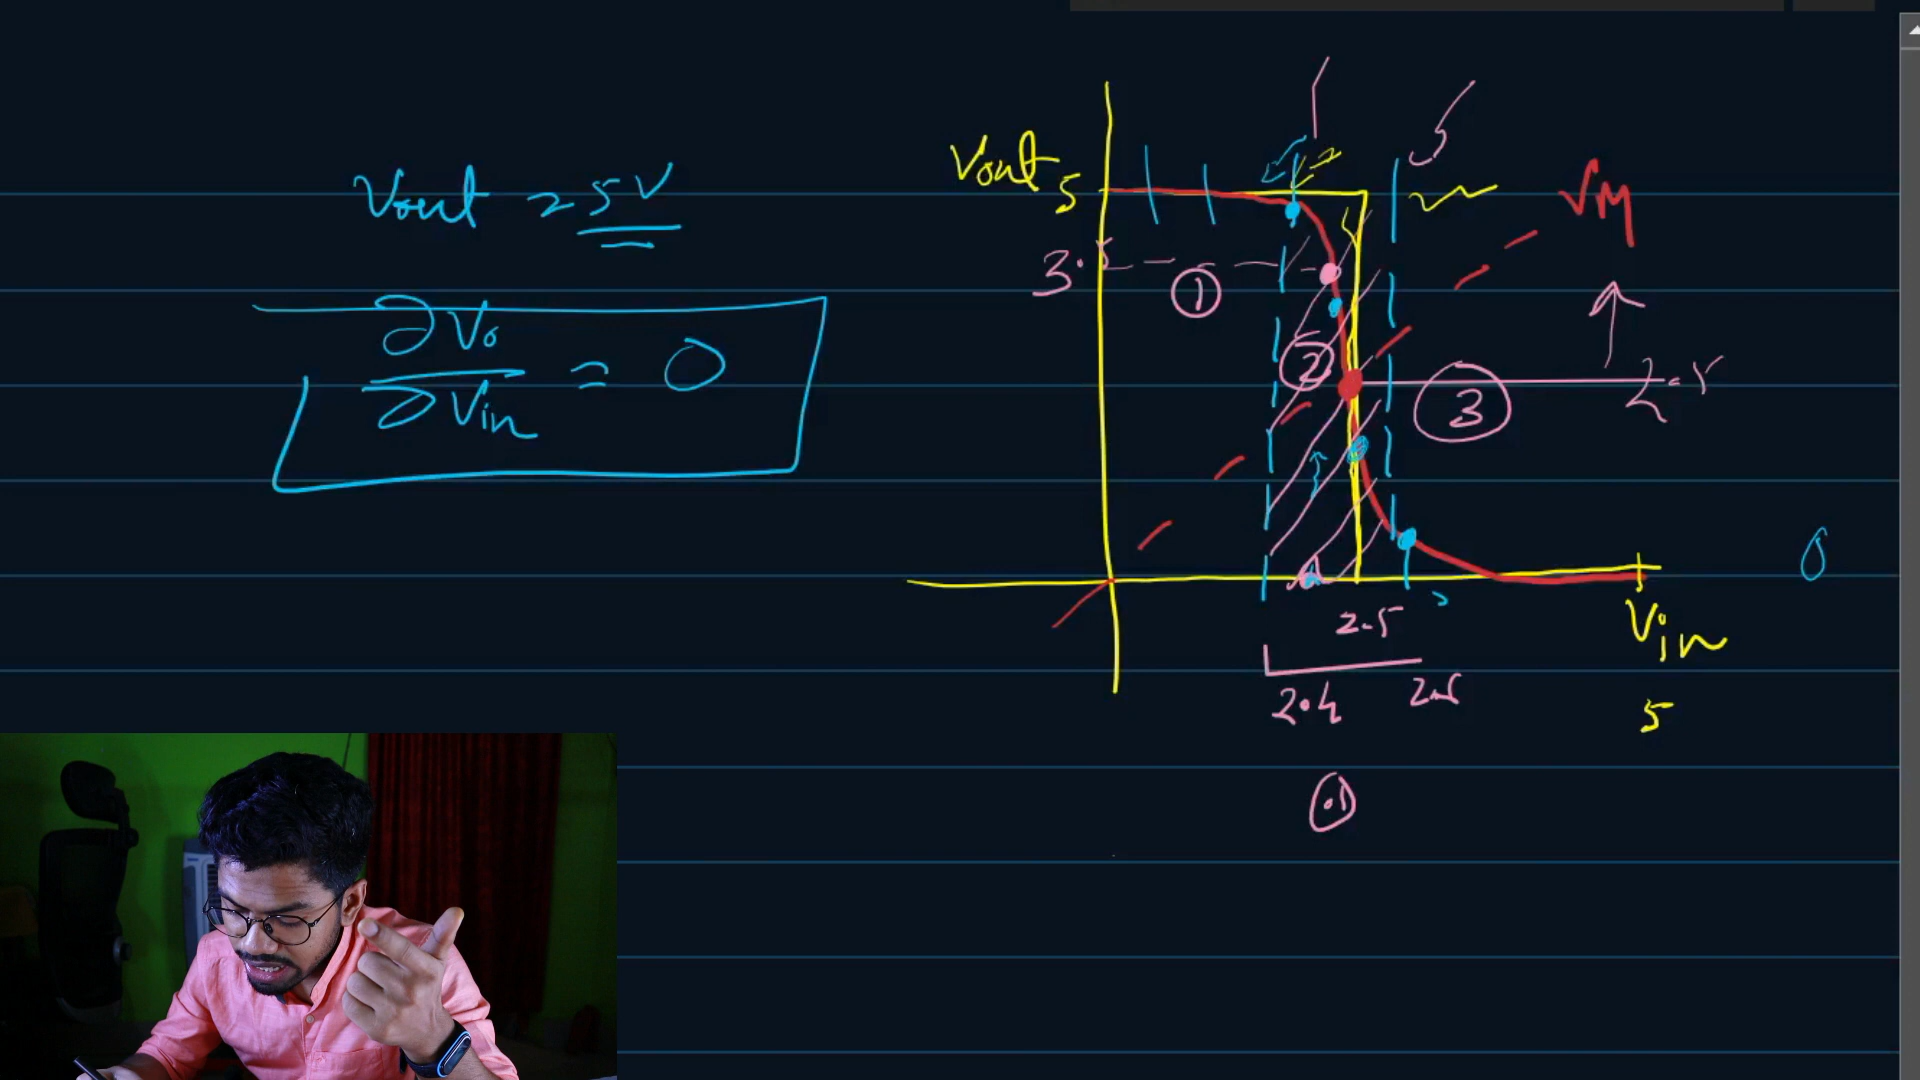 Vout = 5V
∂Vo
∂Vin = 0
Vout 5
VM
3.5
1
2
3
2.5
0
2.5
Vin
2.4
2.6
5
.1